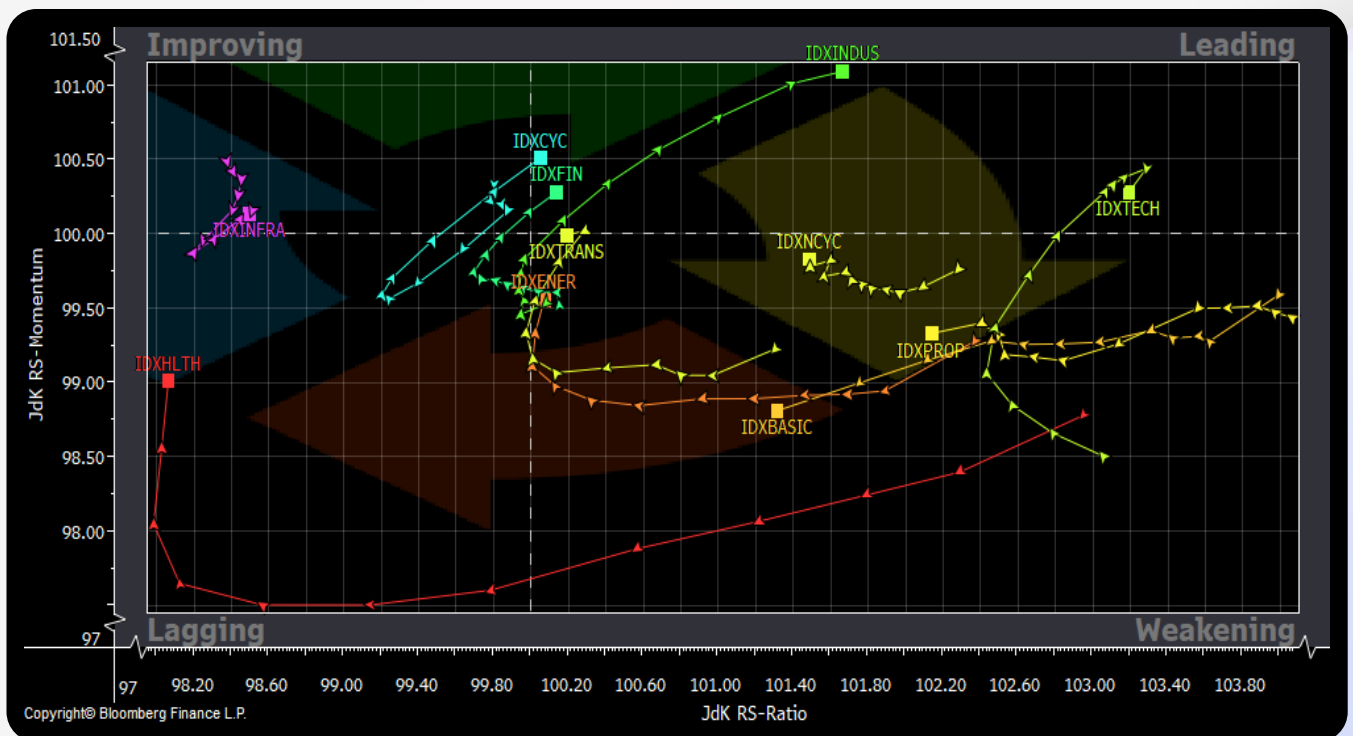 101.50
Improving
Leading
IDXINDUS
101.00
IDXCYC
100.50
IDXFIN
IDXTECH
IDXINFRA
100.00
IDXTRANS
IDXNCYC
IDXENER
99.50
IDXPROP
IDXHLTH
99.00
IDXBASIC
98.50
98.00
JdK RS-Momentum
97
Lagging
Weakening
97
98.20
98.60
99.00
99.40
99.80
100.20
100.60
101.00
101.40
101.80
102.20
102.60
103.00
103.40
103.80
Copyright© Bloomberg Finance L.P.
JdK RS-Ratio